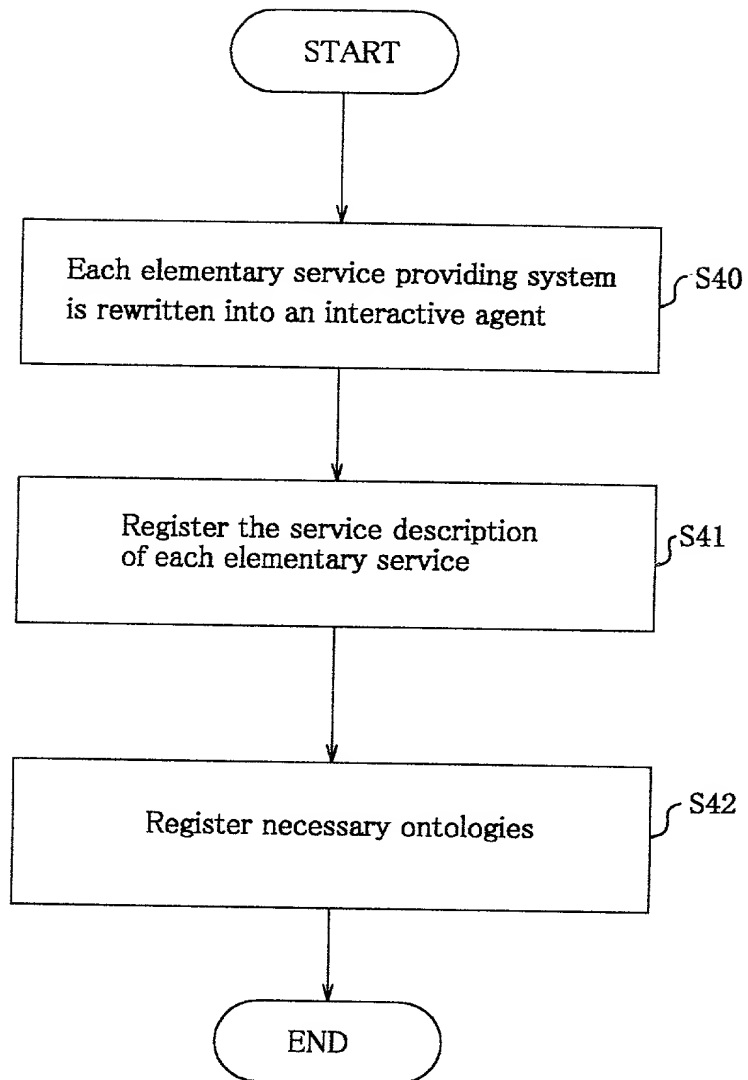 START
Each elementary service providing system
is rewritten into an interactive agent
S40
Register the service description
of each elementary service
S41
Register necessary ontologies
S42
END